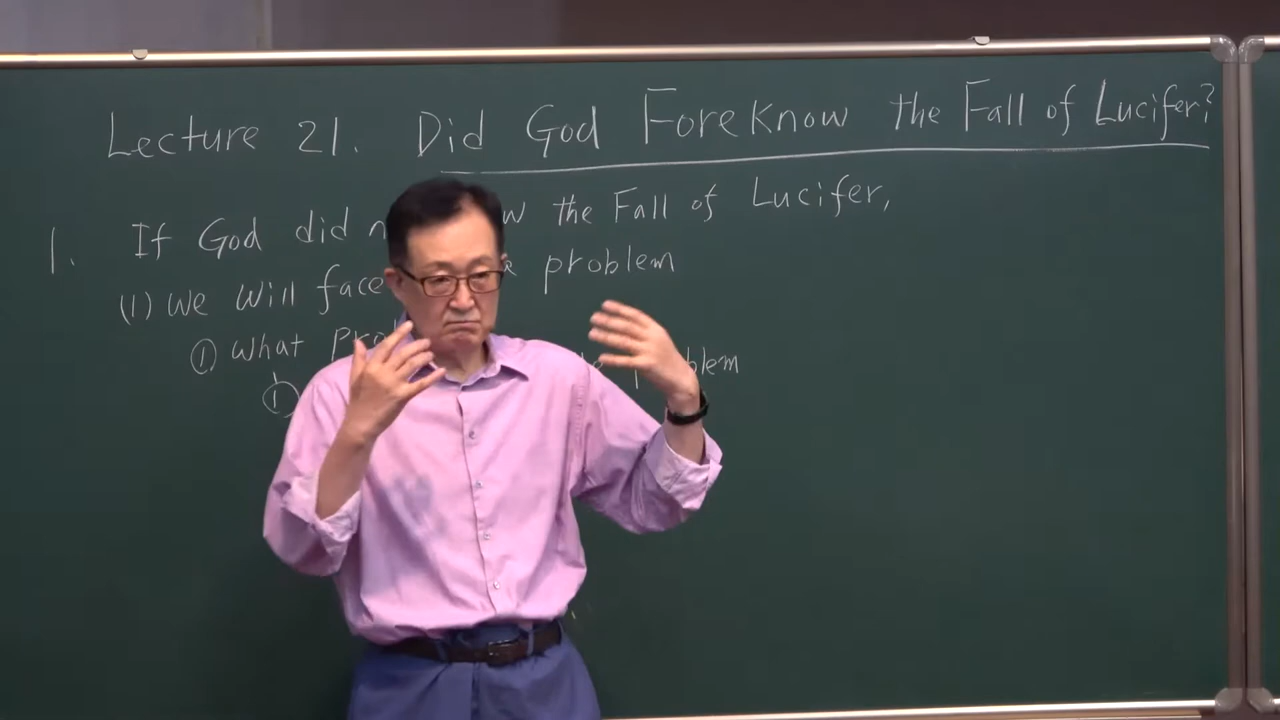 Lecture 21. Did God Foreknow the Fall of Lucifer?
1. If God did the Fall of Lucifer,
(1) We will face problem
① What
①